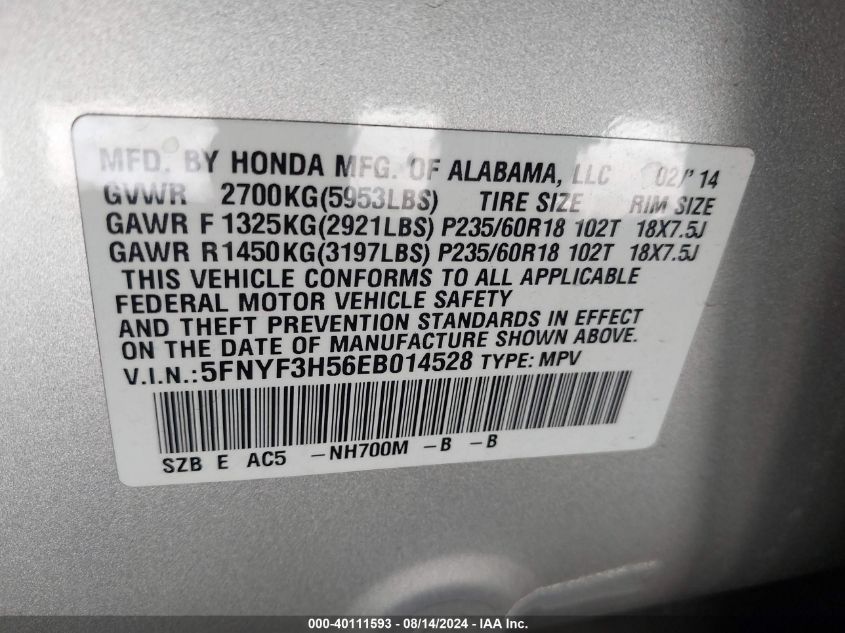 MFD. BY HONDA MFG. OF ALABAMA, LLC 02/'14
GVWR 2700KG(5953LBS) TIRE SIZE RIM SIZE
GAWR F 1325KG(2921LBS) P235/60R18 102T 18X7.5J
GAWR R 1450KG(3197LBS) P235/60R18 102T 18X7.5J
THIS VEHICLE CONFORMS TO ALL APPLICABLE
FEDERAL MOTOR VEHICLE SAFETY
AND THEFT PREVENTION STANDARDS IN EFFECT
ON THE DATE OF MANUFACTURE SHOWN ABOVE.
V.I.N.:5FNYF3H56EB014528 TYPE: MPV
SZB E AC5 -NH700M -B -B
000-40111593 - 08/14/2024 - IAA Inc.